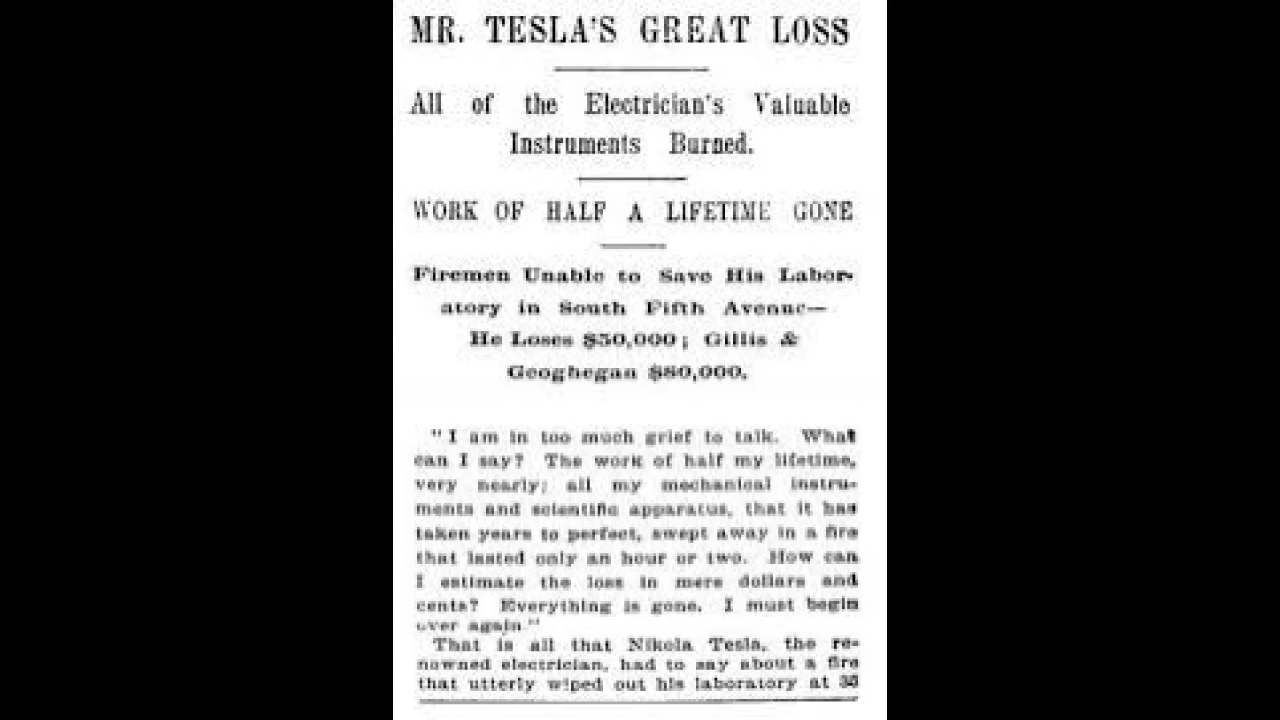 MR. TESLA'S GREAT LOSS
All of the Electrician's Valuable
Instruments Burned.
WORK OF HALF A LIFETIME GONE
Firemen Unable to Save His Labor-
atory in South Fifth Avenue—
He Loses $50,000; Gillis &
Geoghegan $80,000.
"I am in too much grief to talk. What
can I say? The work of half my lifetime,
very nearly; all my mechanical instru-
ments and scientific apparatus, that it has
taken years to perfect, swept away in a fire
that lasted only an hour or two. How can
I estimate the loss in mere dollars and
cents? Everything is gone. I must begin
over again."
That is all that Nikola Tesla, the re-
nowned electrician, had to say about a fire
that utterly wiped out his laboratory at